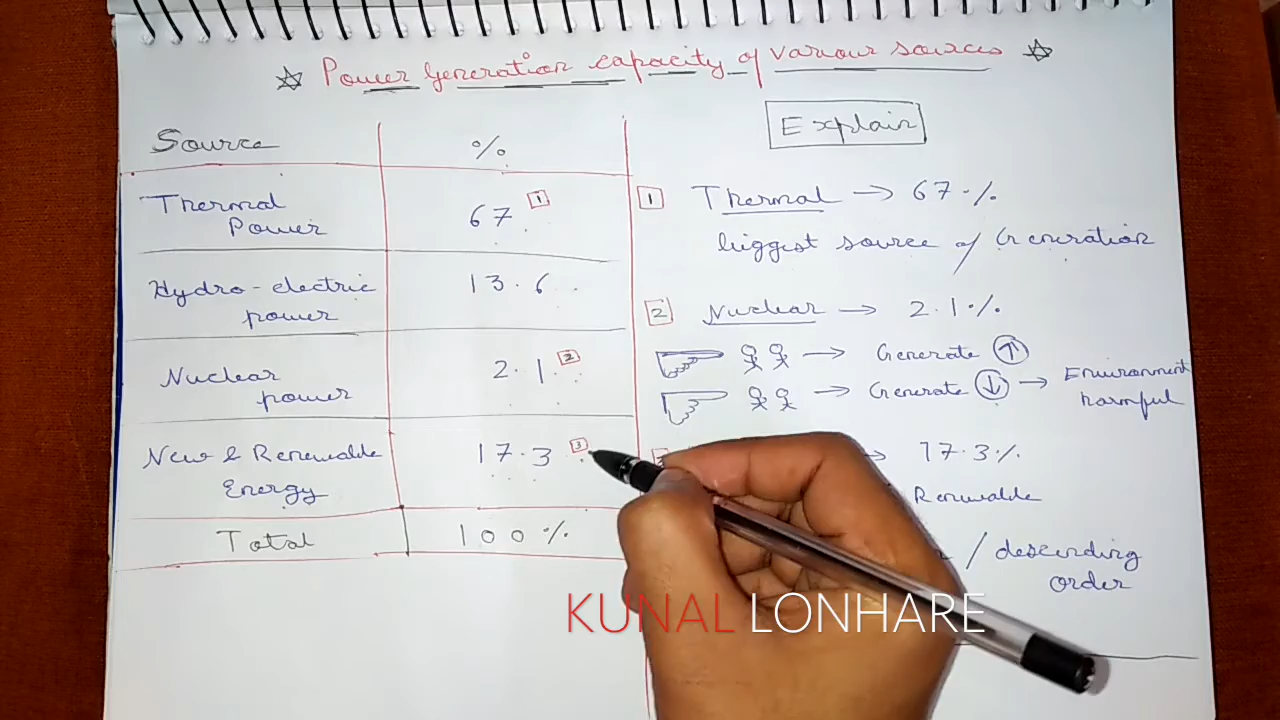 Power Generation capacity of various sources
Source %
Thermal Power 67 1
Hydro-electric power 13.6
Nuclear power 2.1 2
New & Renewable Energy 17.3 3
Total 100%
Explain
1 Thermal → 67%
biggest source of Generation
2 Nuclear → 2.1%
→ Generate ↑
→ Generate ↓ → Environment harmful
→ 17.3%
Renewable
/ descending order
KUNAL LONHARE